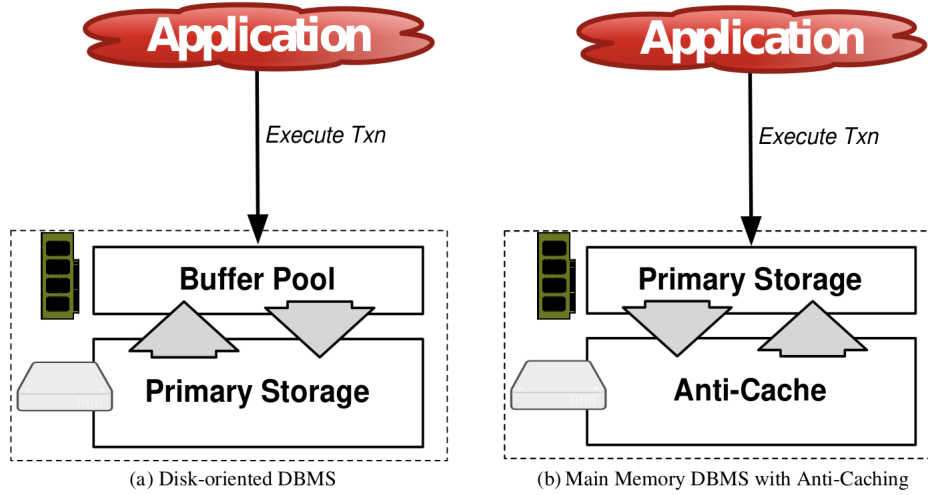 Application
Execute Txn
Buffer Pool
Primary Storage
(a) Disk-oriented DBMS
Application
Execute Txn
Primary Storage
Anti-Cache
(b) Main Memory DBMS with Anti-Caching